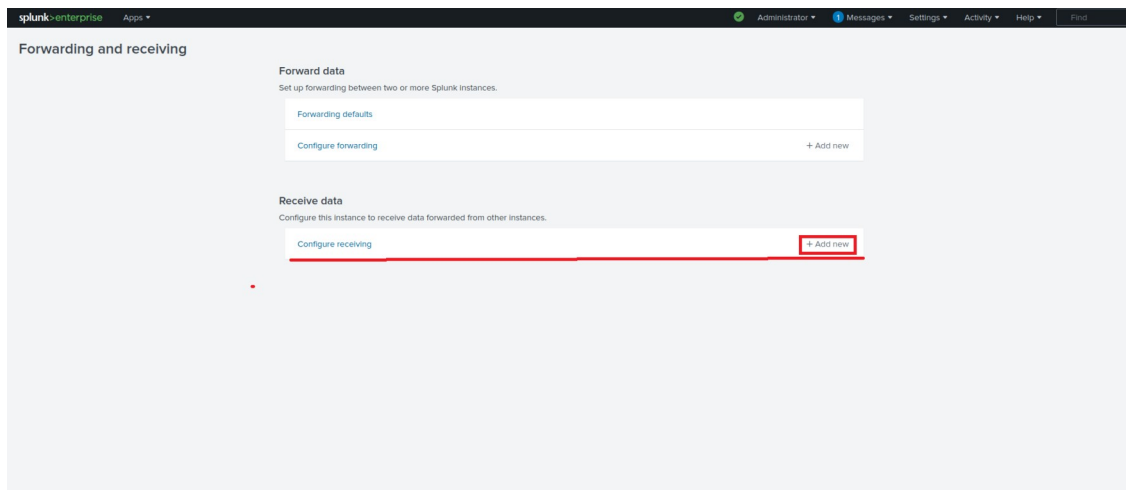 splunk>enterprise Apps ▾ Administrator ▾ 1 Messages ▾ Settings ▾ Activity ▾ Help ▾ Find
Forwarding and receiving
Forward data
Set up forwarding between two or more Splunk instances.
Forwarding defaults
Configure forwarding + Add new
Receive data
Configure this instance to receive data forwarded from other instances.
Configure receiving + Add new